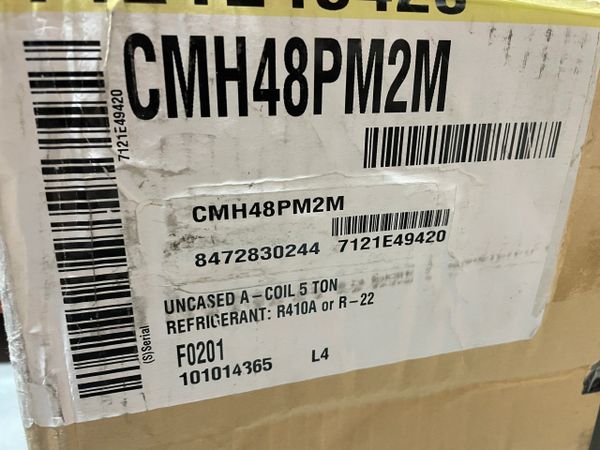 CMH48PM2M
7121E49420
CMH48PM2M
8472830244 7121E49420
UNCASED A-COIL 5 TON
REFRIGERANT: R410A or R-22
F0201
101014365 L4
(S)Serial